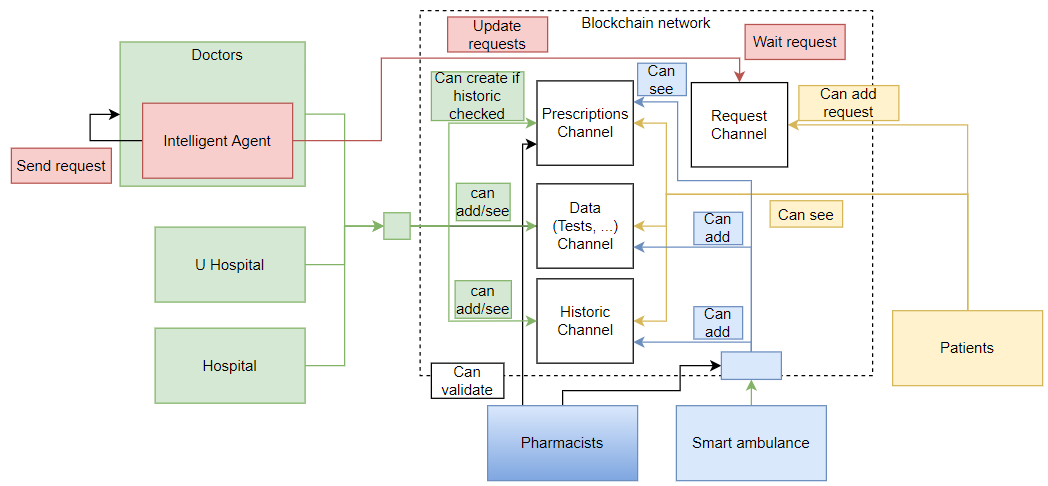 Blockchain network
Update
requests
Wait request
Doctors
Can create if
historic
checked
Can
see
Can add
request
Prescriptions
Channel
Request
Channel
Intelligent Agent
Send request
can
add/see
Data
(Tests, ...)
Channel
Can
add
Can see
U Hospital
can
add/see
Historic
Channel
Can
add
Patients
Hospital
Can
validate
Pharmacists
Smart ambulance